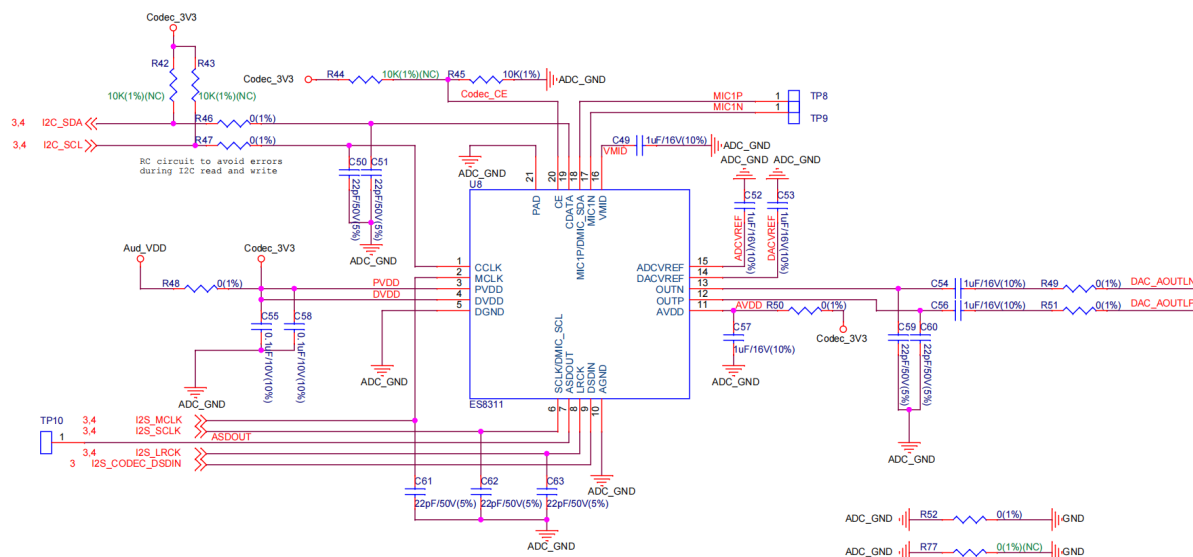 Codec_3V3
R42
R43
10K(1%)(NC)
10K(1%)(NC)
Codec_3V3
R44
10K(1%)(NC)
R45
10K(1%)
ADC_GND
Codec_CE
3,4 I2C_SDA
R46
0(1%)
3,4 I2C_SCL
R47
0(1%)
RC circuit to avoid errors
during I2C read and write
C50
22pF/50V(5%)
C51
22pF/50V(5%)
ADC_GND
MIC1P
1
TP8
MIC1N
1
TP9
C49
1uF/16V(10%)
VMID
ADC_GND
ADC_GND
ADC_GND
C52
1uF/16V(10%)
ADCVREF
C53
1uF/16V(10%)
DACVREF
ADC_GND
U8
21
20
19
18
17
16
PAD
CE
CDATA
MIC1P/DMIC_SDA
MIC1N
VMID
1 CCLK
2 MCLK
3 PVDD
4 DVDD
5 DGND
ADCVREF 15
DACVREF 14
OUTN 13
OUTP 12
AVDD 11
SCLK/DMIC_SCL
ASDOUT
LRCK
DSDIN
AGND
6
7
8
9
10
ES8311
Aud_VDD
Codec_3V3
R48
0(1%)
PVDD
DVDD
C55
0.1uF/10V(10%)
C58
0.1uF/10V(10%)
ADC_GND
ADC_GND
AVDD
R50
0(1%)
Codec_3V3
C57
1uF/16V(10%)
ADC_GND
C54
1uF/16V(10%)
R49
0(1%)
DAC_AOUTLN
C56
1uF/16V(10%)
R51
0(1%)
DAC_AOUTLP
C59
22pF/50V(5%)
C60
22pF/50V(5%)
ADC_GND
TP10
1
3,4 I2S_MCLK
3,4 I2S_SCLK
ASDOUT
3,4 I2S_LRCK
3 I2S_CODEC_DSDIN
C61
22pF/50V(5%)
C62
22pF/50V(5%)
C63
22pF/50V(5%)
ADC_GND
ADC_GND
ADC_GND
R52
0(1%)
GND
ADC_GND
R77
0(1%)(NC)
GND